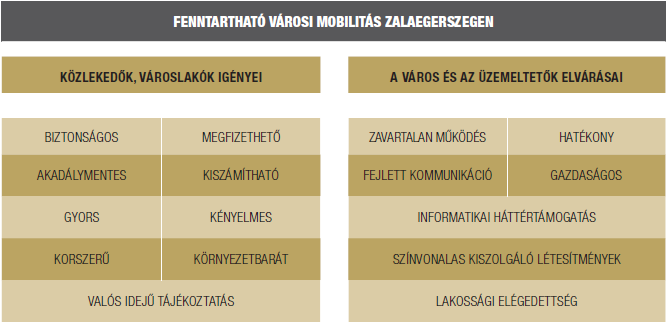 FENNTARTHATÓ VÁROSI MOBILITÁS ZALAEGERSZEGEN
KÖZLEKEDŐK, VÁROSLAKÓK IGÉNYEI
BIZTONSÁGOS MEGFIZETHETŐ
AKADÁLYMENTES KISZÁMÍTHATÓ
GYORS KÉNYELMES
KORSZERŰ KÖRNYEZETBARÁT
VALÓS IDEJŰ TÁJÉKOZTATÁS
A VÁROS ÉS AZ ÜZEMELTETŐK ELVÁRÁSAI
ZAVARTALAN MŰKÖDÉS HATÉKONY
FEJLETT KOMMUNIKÁCIÓ GAZDASÁGOS
INFORMATIKAI HÁTTÉRTÁMOGATÁS
SZÍNVONALAS KISZOLGÁLÓ LÉTESÍTMÉNYEK
LAKOSSÁGI ELÉGEDETTSÉG